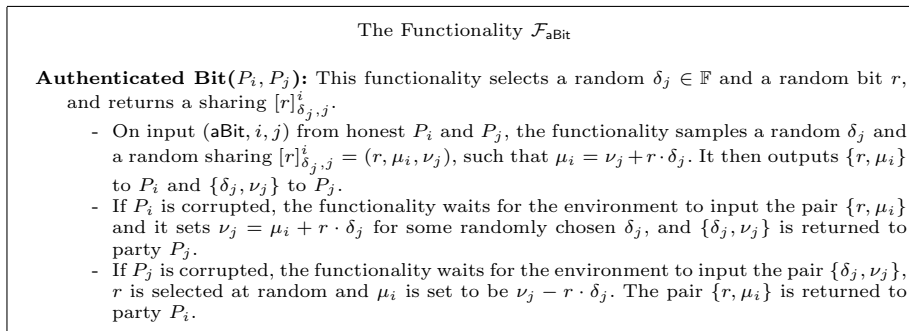 The Functionality 𝓕_aBit
Authenticated Bit(P_i, P_j): This functionality selects a random δ_j ∈ 𝔽 and a random bit r,
and returns a sharing [r]^i_{δ_j,j}.
- On input (aBit, i, j) from honest P_i and P_j, the functionality samples a random δ_j and
a random sharing [r]^i_{δ_j,j} = (r, μ_i, ν_j), such that μ_i = ν_j + r · δ_j. It then outputs {r, μ_i}
to P_i and {δ_j, ν_j} to P_j.
- If P_i is corrupted, the functionality waits for the environment to input the pair {r, μ_i}
and it sets ν_j = μ_i + r · δ_j for some randomly chosen δ_j, and {δ_j, ν_j} is returned to
party P_j.
- If P_j is corrupted, the functionality waits for the environment to input the pair {δ_j, ν_j},
r is selected at random and μ_i is set to be ν_j − r · δ_j. The pair {r, μ_i} is returned to
party P_i.